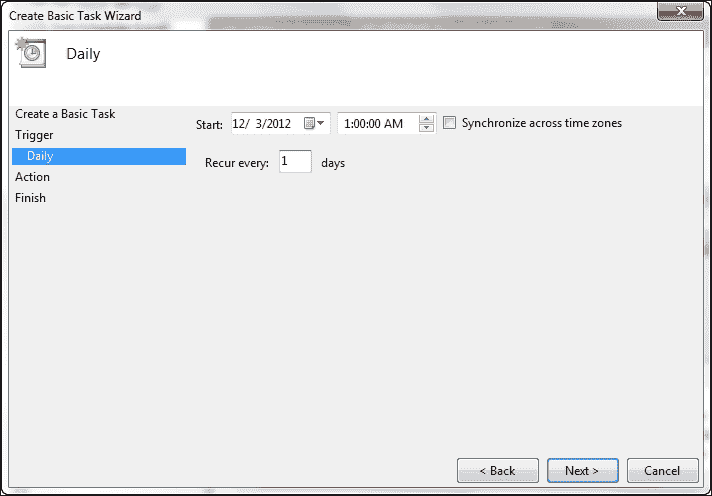 Create Basic Task Wizard
Daily
Create a Basic Task
Trigger
Daily
Action
Finish
Start: 12/ 3/2012 1:00:00 AM Synchronize across time zones
Recur every: 1 days
< Back Next > Cancel